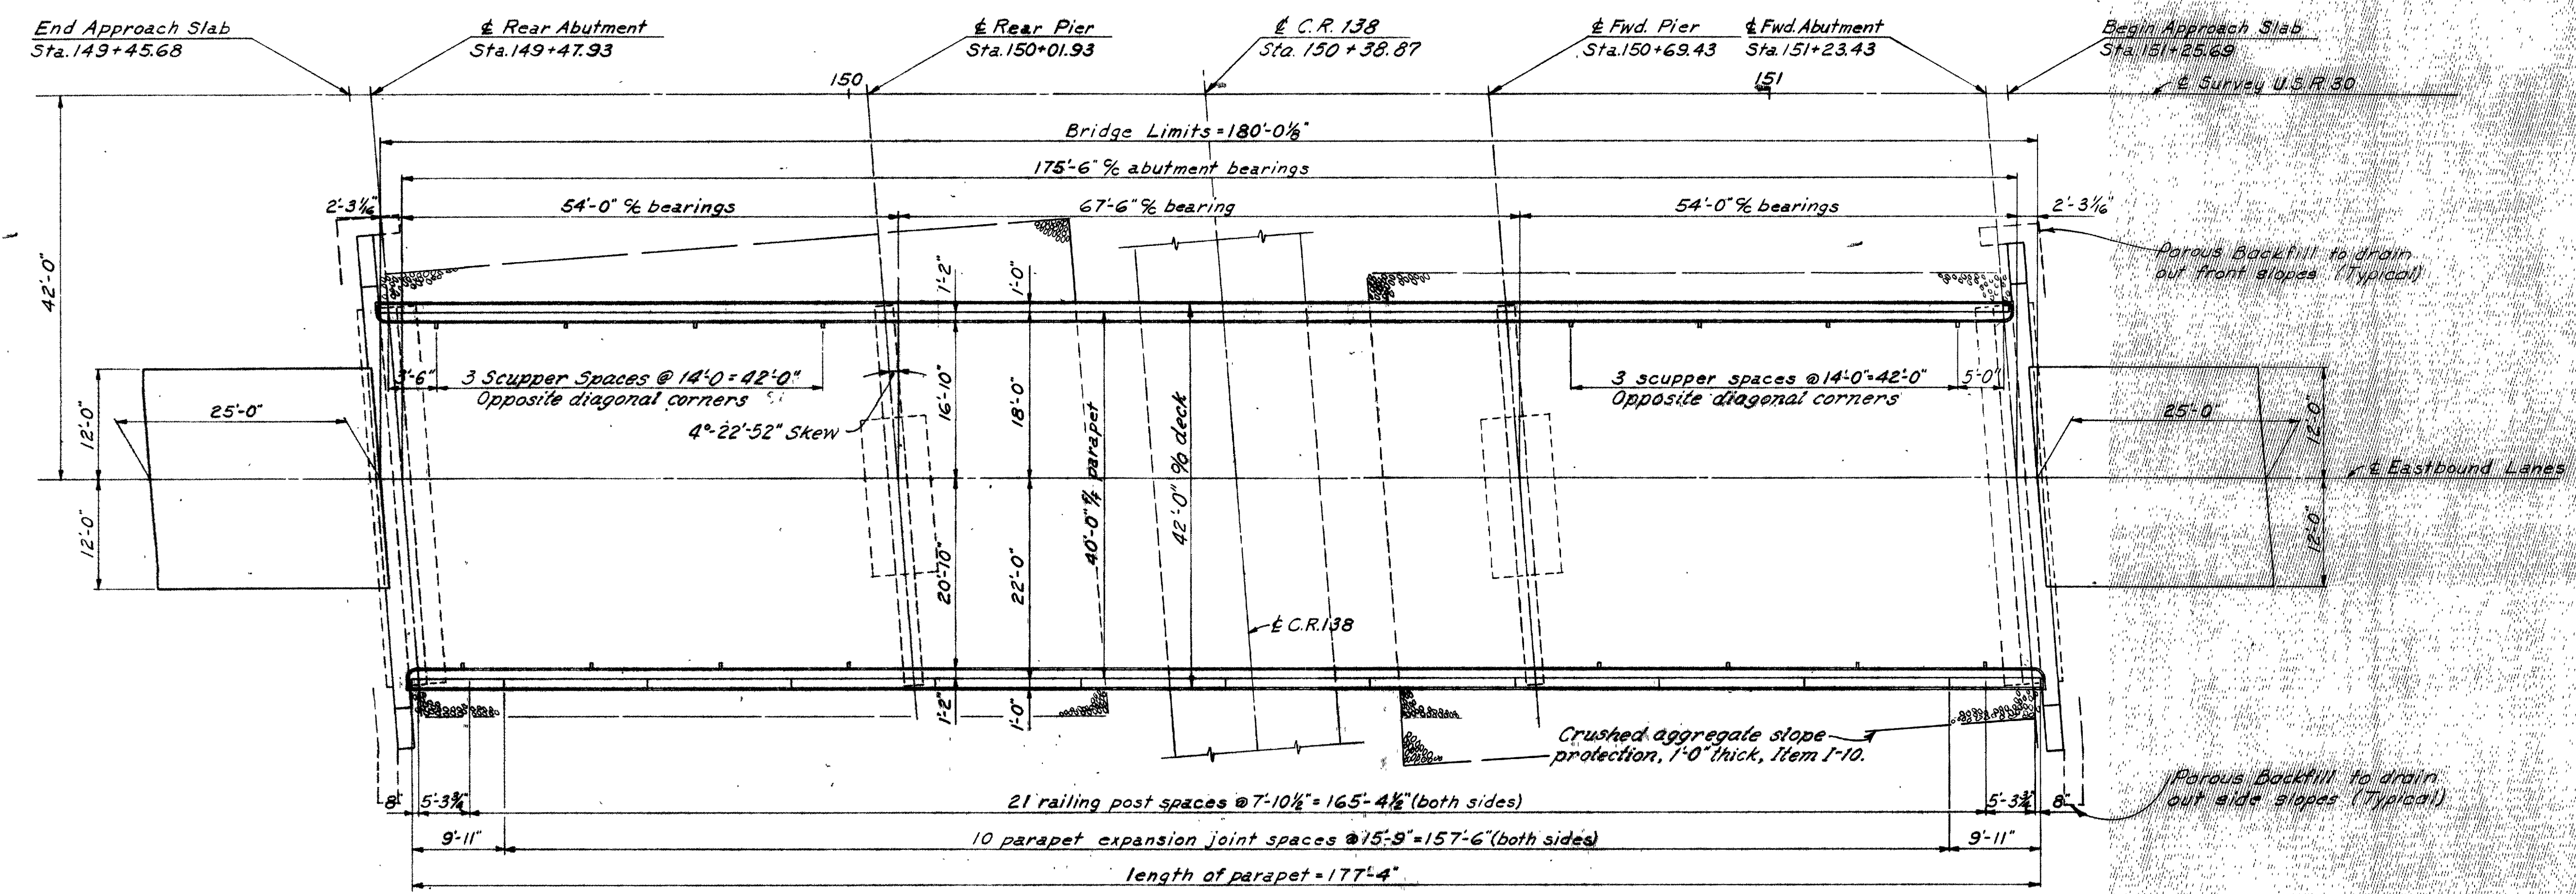 End Approach Slab
Sta.149+45.68
℄ Rear Abutment
Sta.149+47.93
℄ Rear Pier
Sta.150+01.93
℄ C.R. 138
Sta. 150+38.87
℄ Fwd. Pier
Sta.150+69.43
℄ Fwd. Abutment
Sta.151+23.43
Begin Approach Slab
Sta.151+25.69
150
151
℄ Survey U.S.R.30
Bridge Limits = 180'-0⅛"
175'-6" c/c abutment bearings
2'-3 1/16"
54'-0" c/c bearings
67'-6" c/c bearing
54'-0" c/c bearings
2'-3 1/16"
42'-0"
Porous Backfill to drain
out front slopes (Typical)
1'-2"
1'-0"
3'-6"
3 Scupper Spaces @ 14'-0 = 42'-0"
Opposite diagonal corners
3 scupper spaces @ 14'-0" = 42'-0"
Opposite diagonal corners
5'-0"
12'-0"
25'-0"
4°-22'-52" Skew
16'-10"
18'-0"
40'-0" f/f parapet
42'-0" o/o deck
25'-0"
12'-0"
℄ Eastbound Lanes
12'-0"
20'-10"
22'-0"
12'-0"
℄ C.R.138
1'-2"
1'-0"
Crushed aggregate slope
protection, 1'-0" thick, Item I-10.
Porous Backfill to drain
out side slopes (Typical)
8"
5'-3¾"
21 railing post spaces @ 7'-10½" = 165'-4½" (both sides)
5'-3¾"
8"
9'-11"
10 parapet expansion joint spaces @ 15'-9" = 157'-6" (both sides)
9'-11"
length of parapet = 177'-4"